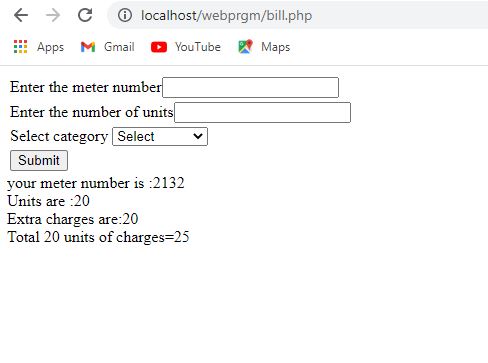 localhost/webprgm/bill.php
Apps Gmail YouTube Maps
Enter the meter number
Enter the number of units
Select category Select
Submit
your meter number is :2132
Units are :20
Extra charges are:20
Total 20 units of charges=25